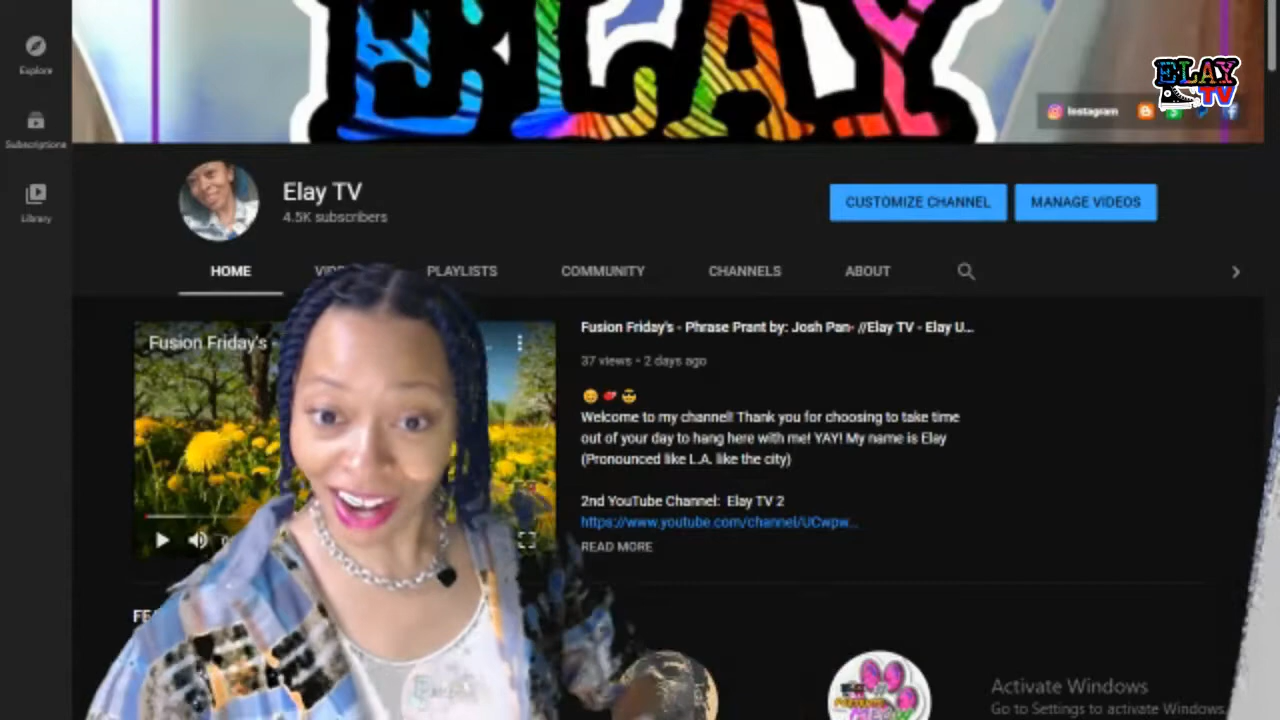 ELAY
ELAY
TV
Explore
Instagram
Subscriptions
Library
Elay TV
4.5K subscribers
CUSTOMIZE CHANNEL
MANAGE VIDEOS
HOME
PLAYLISTS
COMMUNITY
CHANNELS
ABOUT
Fusion Friday's - Phrase Prant by: Josh Pan- //Elay TV - Elay U...
Fusion Friday's -
37 views • 2 days ago
Welcome to my channel! Thank you for choosing to take time
out of your day to hang here with me! YAY! My name is Elay
(Pronounced like L.A. like the city)
2nd YouTube Channel: Elay TV 2
https://www.youtube.com/channel/UCwpw...
READ MORE
Activate Windows
Go to Settings to activate Windows.